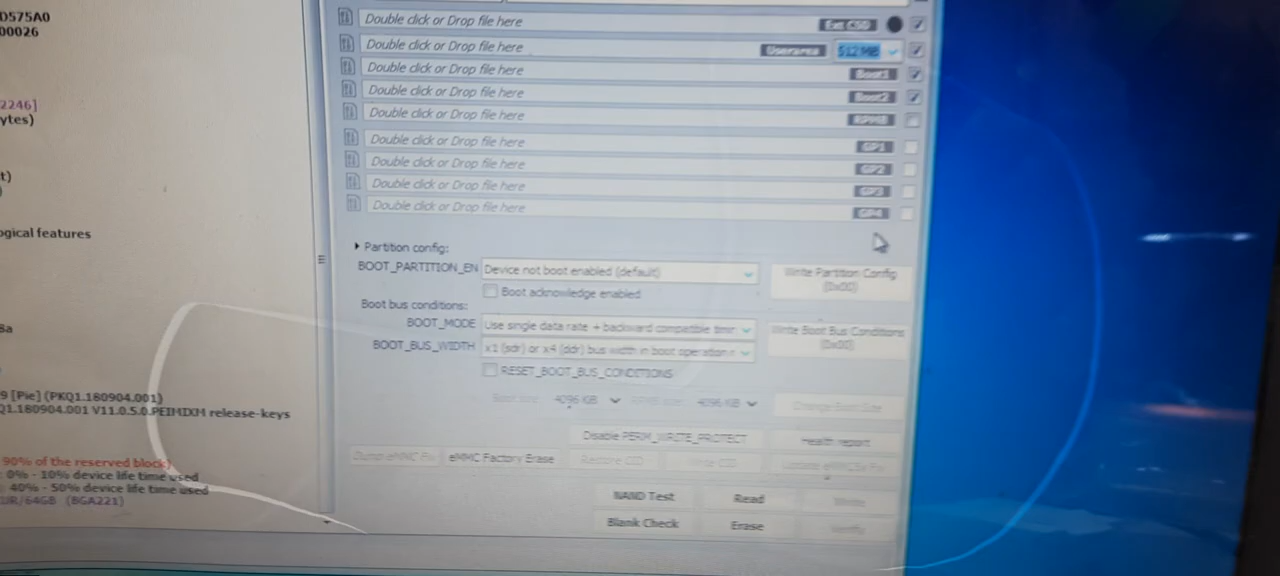 D575A0
00026
2246]
ytes)
t)
)
ogical features
8a
9 [Pie] (PKQ1.180904.001)
Q1.180904.001 V11.0.5.0.PEIMIXM release-keys
90% of the reserved block)
0% - 10% device life time used
40% - 50% device life time used
UR/64GB (BGA221)
Double click or Drop file here Ext CSD
Double click or Drop file here Userarea 512 MB
Double click or Drop file here Boot1
Double click or Drop file here Boot2
Double click or Drop file here RPMB
Double click or Drop file here GP1
Double click or Drop file here GP2
Double click or Drop file here GP3
Double click or Drop file here GP4
Partition config:
BOOT_PARTITION_EN Device not boot enabled (default) Write Partition Config
(0x00)
Boot acknowledge enabled
Boot bus conditions:
BOOT_MODE Use single data rate + backward compatible timir Write Boot Bus Conditions
(0x00)
BOOT_BUS_WIDTH x1 (sdr) or x4 (ddr) bus width in boot operation n
RESET_BOOT_BUS_CONDITIONS
Boot size: 4096 KB RPMB size: 4096 KB Change Boot Size
Disable PERM_WRITE_PROTECT Health report
eMMC Factory Erase Restore CID Write CID
NAND Test Read Write
Blank Check Erase Verify